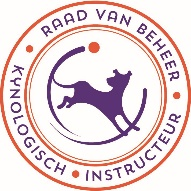 RAAD VAN BEHEER
KYNOLOGISCH • INSTRUCTEUR